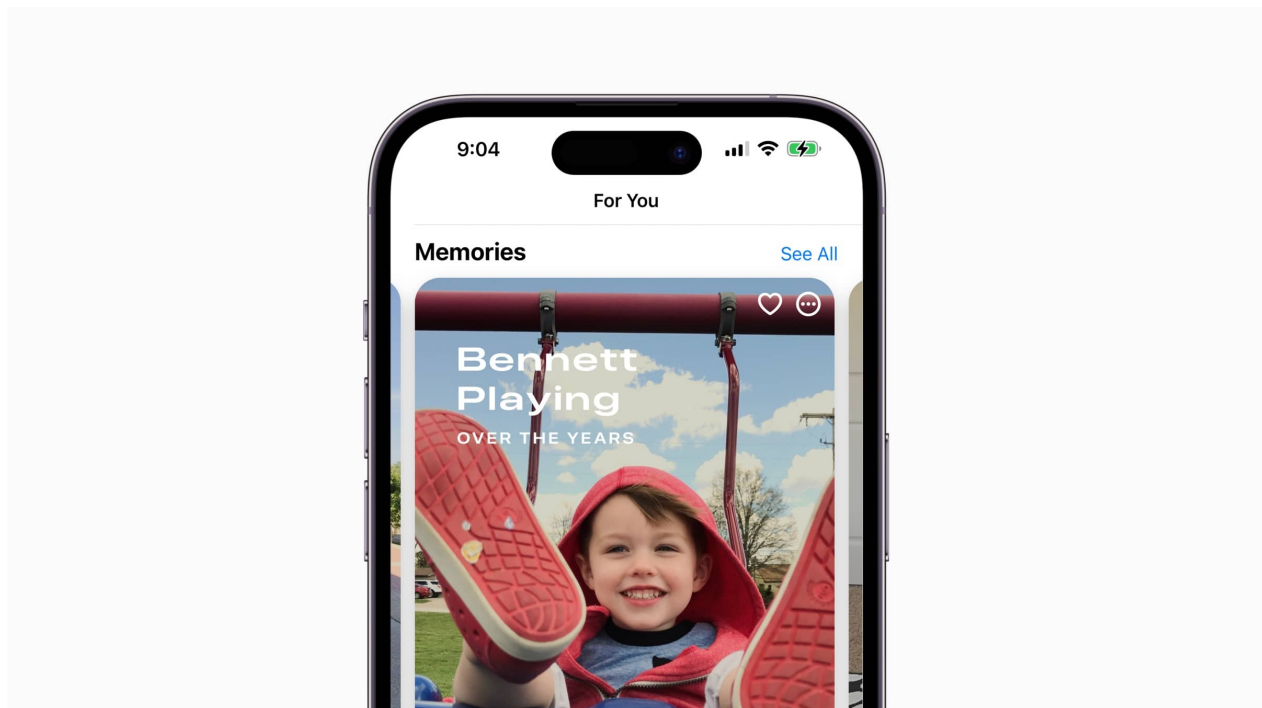 9:04
For You
Memories See All
Bennett
Playing
OVER THE YEARS